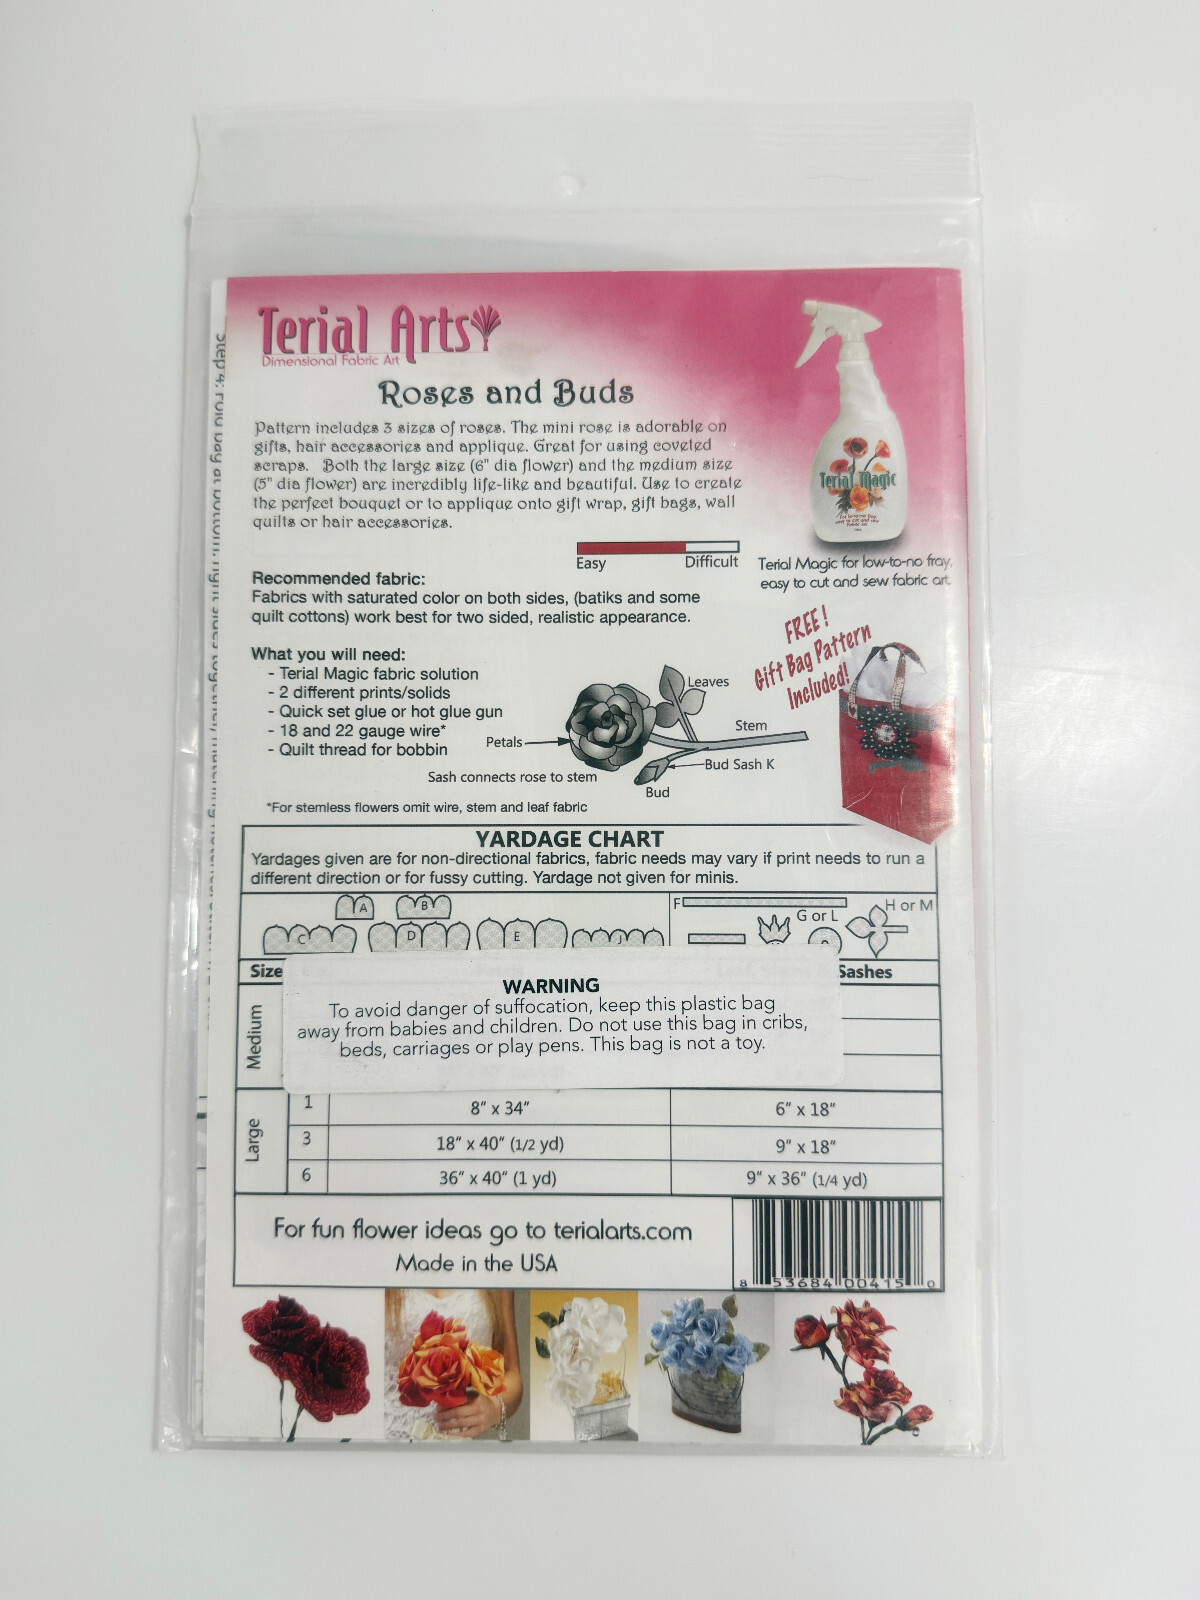 Terial Arts
Dimensional Fabric Art
Roses and Buds
Pattern includes 3 sizes of roses. The mini rose is adorable on
gifts, hair accessories and applique. Great for using coveted
scraps. Both the large size (6" dia flower) and the medium size
(5" dia flower) are incredibly life-like and beautiful. Use to create
the perfect bouquet or to applique onto gift wrap, gift bags, wall
quilts or hair accessories.
Terial Magic
Easy Difficult
Terial Magic for low-to-no fray,
easy to cut and sew fabric art.
Recommended fabric:
Fabrics with saturated color on both sides, (batiks and some
quilt cottons) work best for two sided, realistic appearance.
FREE!
Gift Bag Pattern
Included!
What you will need:
- Terial Magic fabric solution
- 2 different prints/solids
- Quick set glue or hot glue gun
- 18 and 22 gauge wire*
- Quilt thread for bobbin
Leaves
Stem
Petals
Bud Sash K
Sash connects rose to stem
Bud
*For stemless flowers omit wire, stem and leaf fabric
YARDAGE CHART
Yardages given are for non-directional fabrics, fabric needs may vary if print needs to run a
different direction or for fussy cutting. Yardage not given for minis.
A B F H or M
C D E J G or L
Size Sashes
WARNING
To avoid danger of suffocation, keep this plastic bag
away from babies and children. Do not use this bag in cribs,
beds, carriages or play pens. This bag is not a toy.
Medium
Large
1 8" x 34" 6" x 18"
3 18" x 40" (1/2 yd) 9" x 18"
6 36" x 40" (1 yd) 9" x 36" (1/4 yd)
For fun flower ideas go to terialarts.com
Made in the USA
8 53684 00415 0